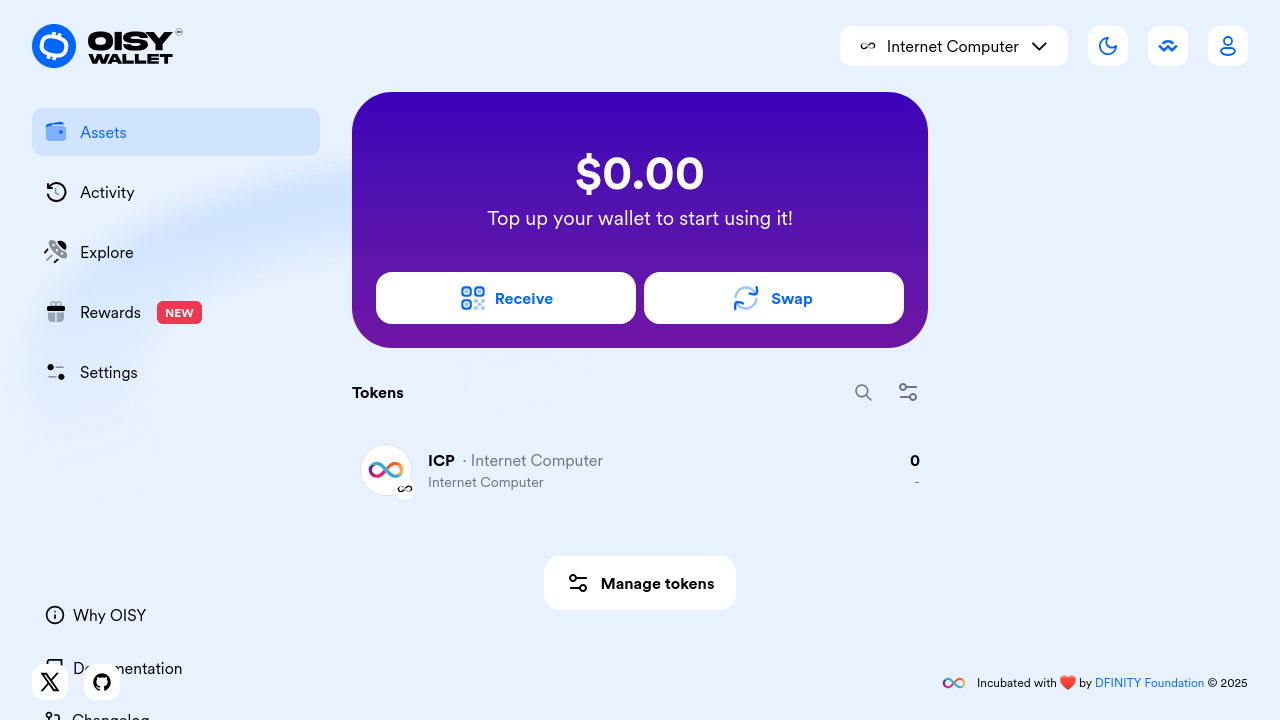 OISY
WALLET
Internet Computer
Assets
Activity
Explore
Rewards NEW
Settings
$0.00
Top up your wallet to start using it!
Receive
Swap
Tokens
ICP · Internet Computer
Internet Computer
0
-
Manage tokens
Why OISY
Documentation
Changelog
Incubated with ❤️ by DFINITY Foundation © 2025